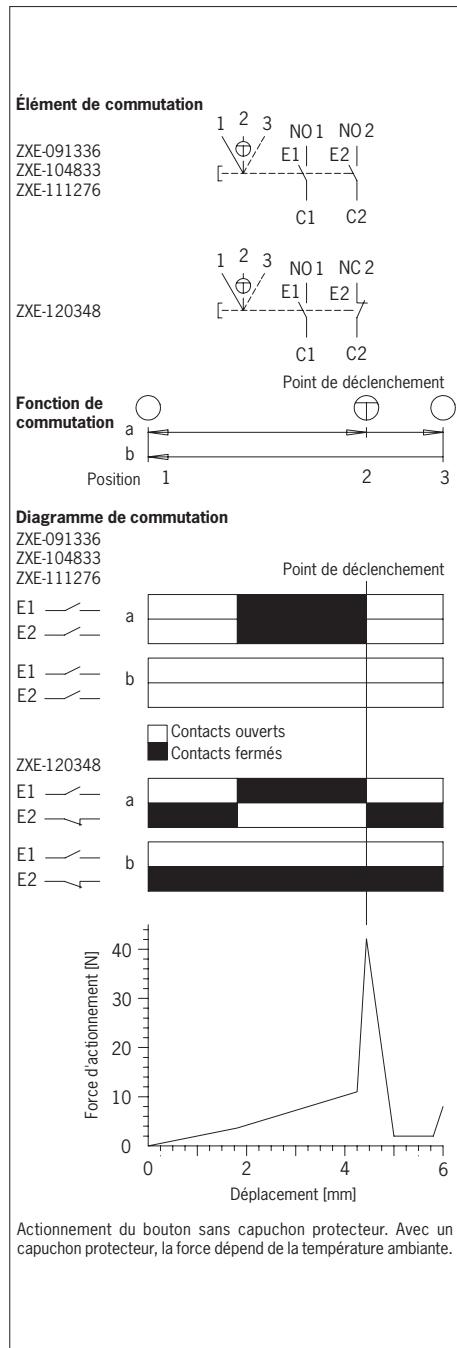 Élément de commutation
ZXE-091336
ZXE-104833
ZXE-111276
1 2 3 NO 1 NO 2
E1 E2
C1 C2
ZXE-120348
1 2 3 NO 1 NC 2
E1 E2
C1 C2
Point de déclenchement
Fonction de
commutation
a
b
Position 1 2 3
Diagramme de commutation
ZXE-091336
ZXE-104833
ZXE-111276
Point de déclenchement
E1
E2
a
E1
E2
b
Contacts ouverts
Contacts fermés
ZXE-120348
E1
E2
a
E1
E2
b
Force d'actionnement [N]
40
30
20
10
0
0 2 4 6
Déplacement [mm]
Actionnement du bouton sans capuchon protecteur. Avec un
capuchon protecteur, la force dépend de la température ambiante.